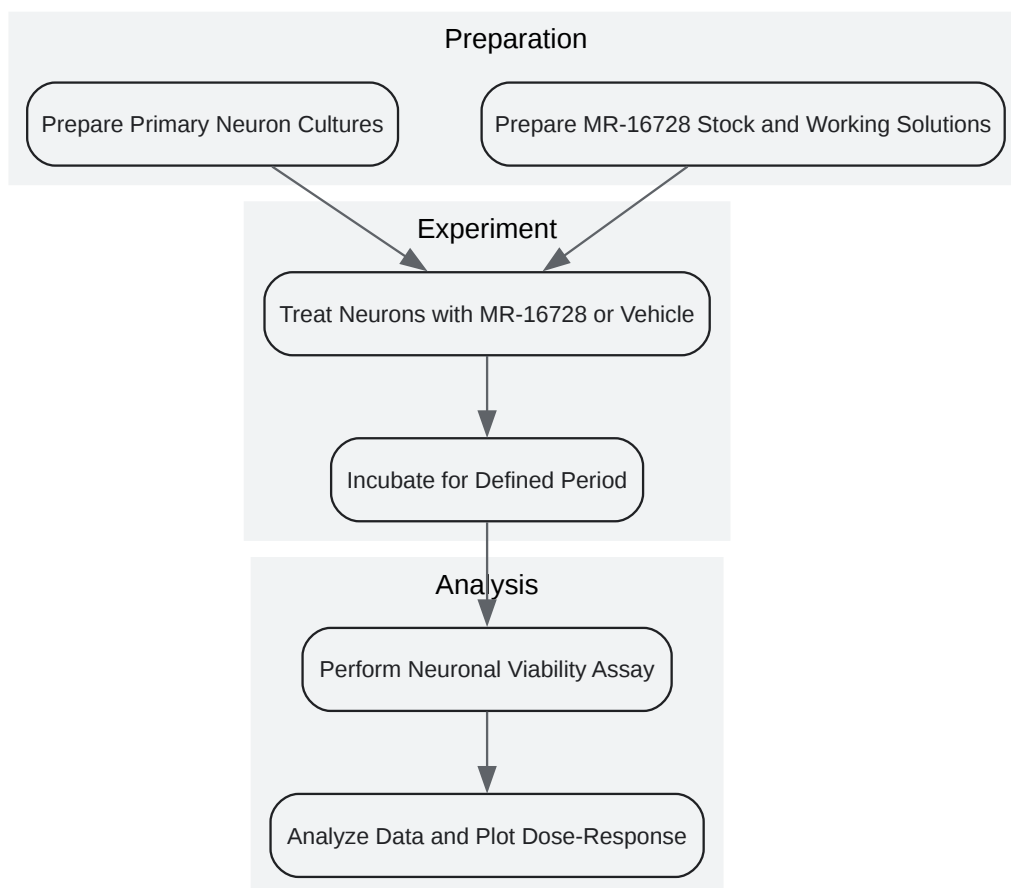 Preparation
Prepare Primary Neuron Cultures
Prepare MR-16728 Stock and Working Solutions
Experiment
Treat Neurons with MR-16728 or Vehicle
Incubate for Defined Period
Analysis
Perform Neuronal Viability Assay
Analyze Data and Plot Dose-Response